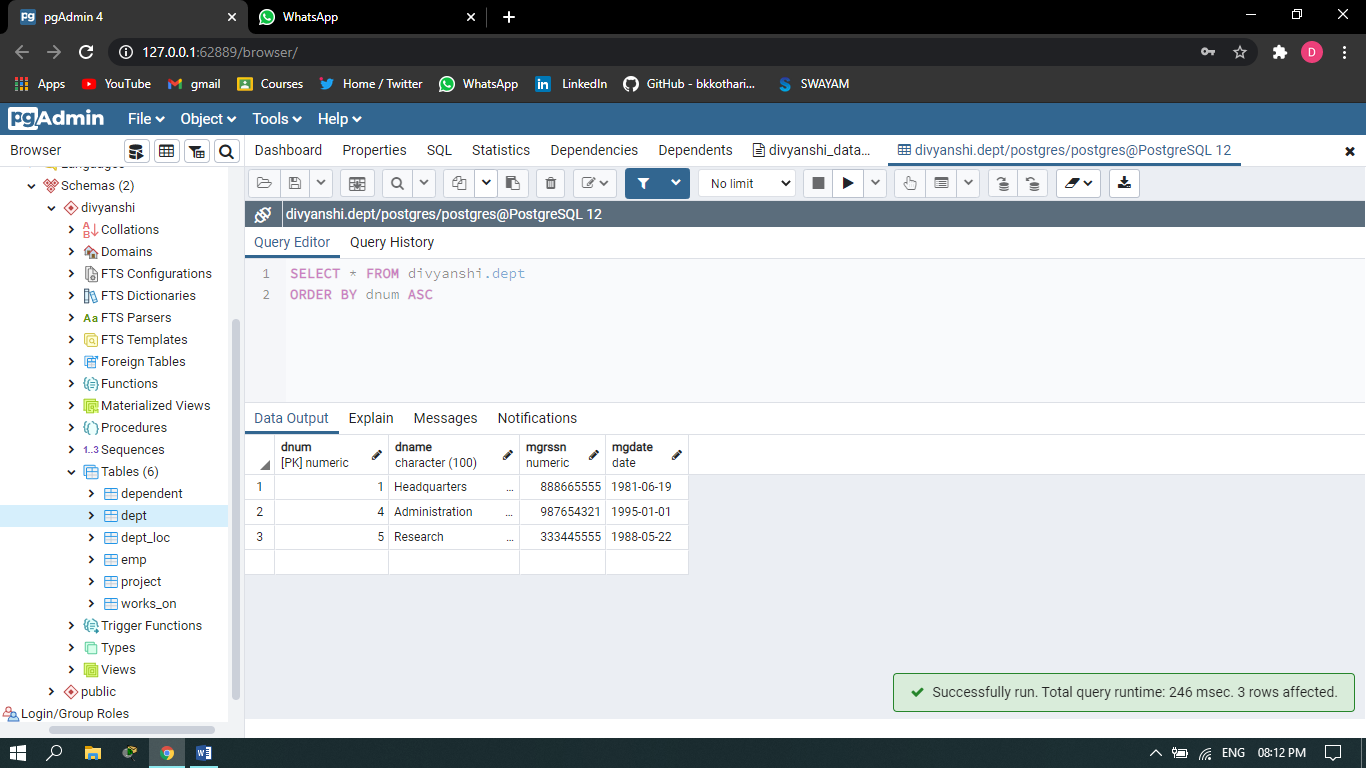 pgAdmin 4
WhatsApp
127.0.0.1:62889/browser/
D
Apps YouTube gmail Courses Home / Twitter WhatsApp LinkedIn GitHub - bkkothari... SWAYAM
pgAdmin File Object Tools Help
Browser
Dashboard Properties SQL Statistics Dependencies Dependents divyanshi_data... divyanshi.dept/postgres/postgres@PostgreSQL 12
Languages
Schemas (2)
divyanshi
Collations
Domains
FTS Configurations
FTS Dictionaries
Aa FTS Parsers
FTS Templates
Foreign Tables
Functions
Materialized Views
Procedures
1..3 Sequences
Tables (6)
dependent
dept
dept_loc
emp
project
works_on
Trigger Functions
Types
Views
public
Login/Group Roles
No limit
divyanshi.dept/postgres/postgres@PostgreSQL 12
Query Editor Query History
1 SELECT * FROM divyanshi.dept
2 ORDER BY dnum ASC
Data Output Explain Messages Notifications
dnum dname mgrssn mgdate
[PK] numeric character (100) numeric date
1 1 Headquarters ... 888665555 1981-06-19
2 4 Administration ... 987654321 1995-01-01
3 5 Research ... 333445555 1988-05-22
Successfully run. Total query runtime: 246 msec. 3 rows affected.
ENG 08:12 PM